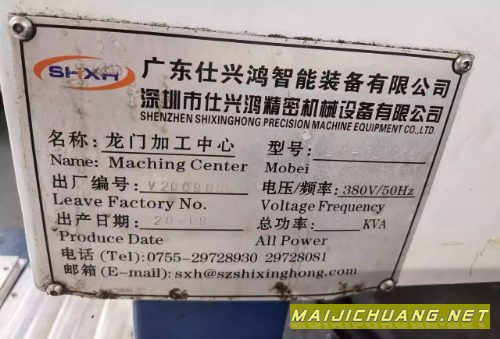 SHXH
广东仕兴鸿智能装备有限公司
深圳市仕兴鸿精密机械设备有限公司
SHENZHEN SHIXINGHONG PRECISION MACHINE EQUIPMENT CO.,LTD.
名称: 龙门加工中心 型号:
Name: Maching Center Mobei
出厂编号: 电压/频率: 380V/50Hz
Leave Factory No. Voltage Frequency
出产日期: 20-09 总功率: KVA
Produce Date All Power
电话 (Tel): 0755-29728930 29728081
邮箱 (E-mail): sxh@szshixinghong.com
MAIJICHUANG.NET